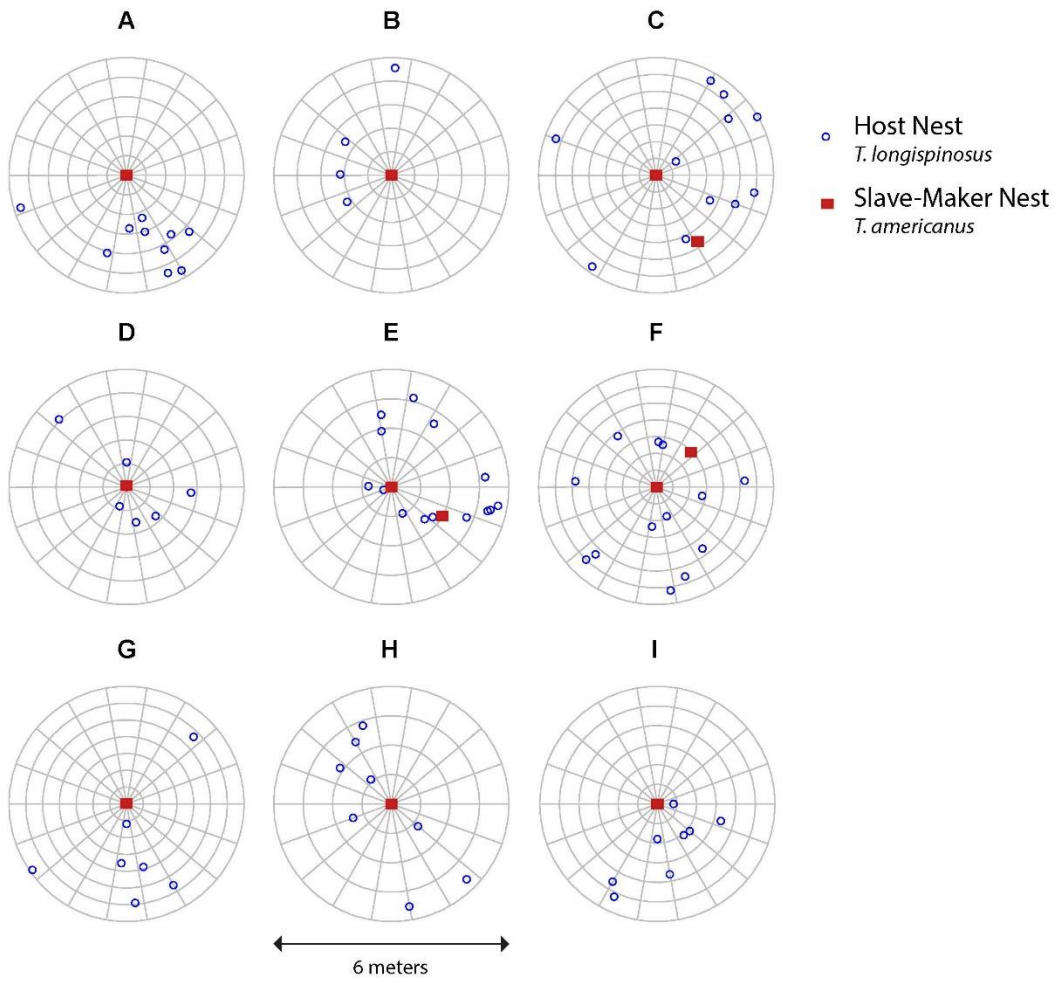 A
B
C
Host Nest
T. longispinosus
Slave-Maker Nest
T. americanus
D
E
F
G
H
I
6 meters